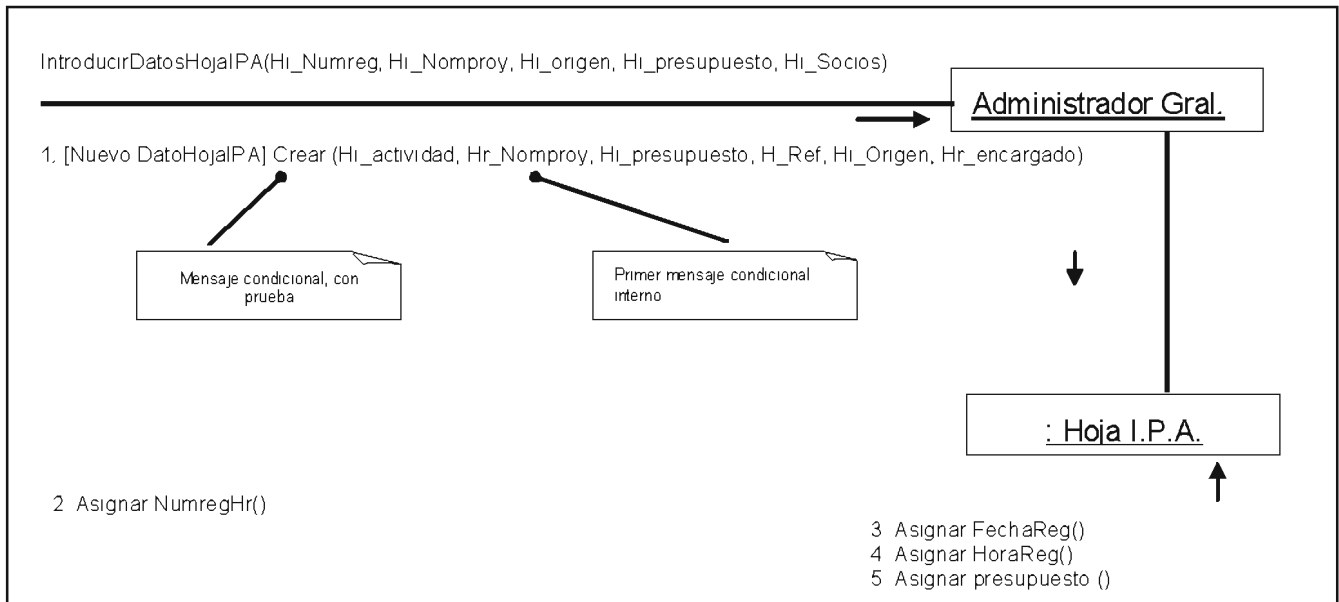 IntroducirDatosHojaIPA(Hi_Numreg, Hi_Nomproy, Hi_origen, Hi_presupuesto, Hi_Socios)
Administrador Gral.
1, [Nuevo DatoHojaIPA] Crear (Hi_actividad, Hr_Nomproy, Hi_presupuesto, H_Ref, Hi_Origen, Hr_encargado)
Mensaje condicional, con
prueba
Primer mensaje condicional
interno
: Hoja I.P.A.
2 Asignar NumregHr()
3 Asignar FechaReg()
4 Asignar HoraReg()
5 Asignar presupuesto ()